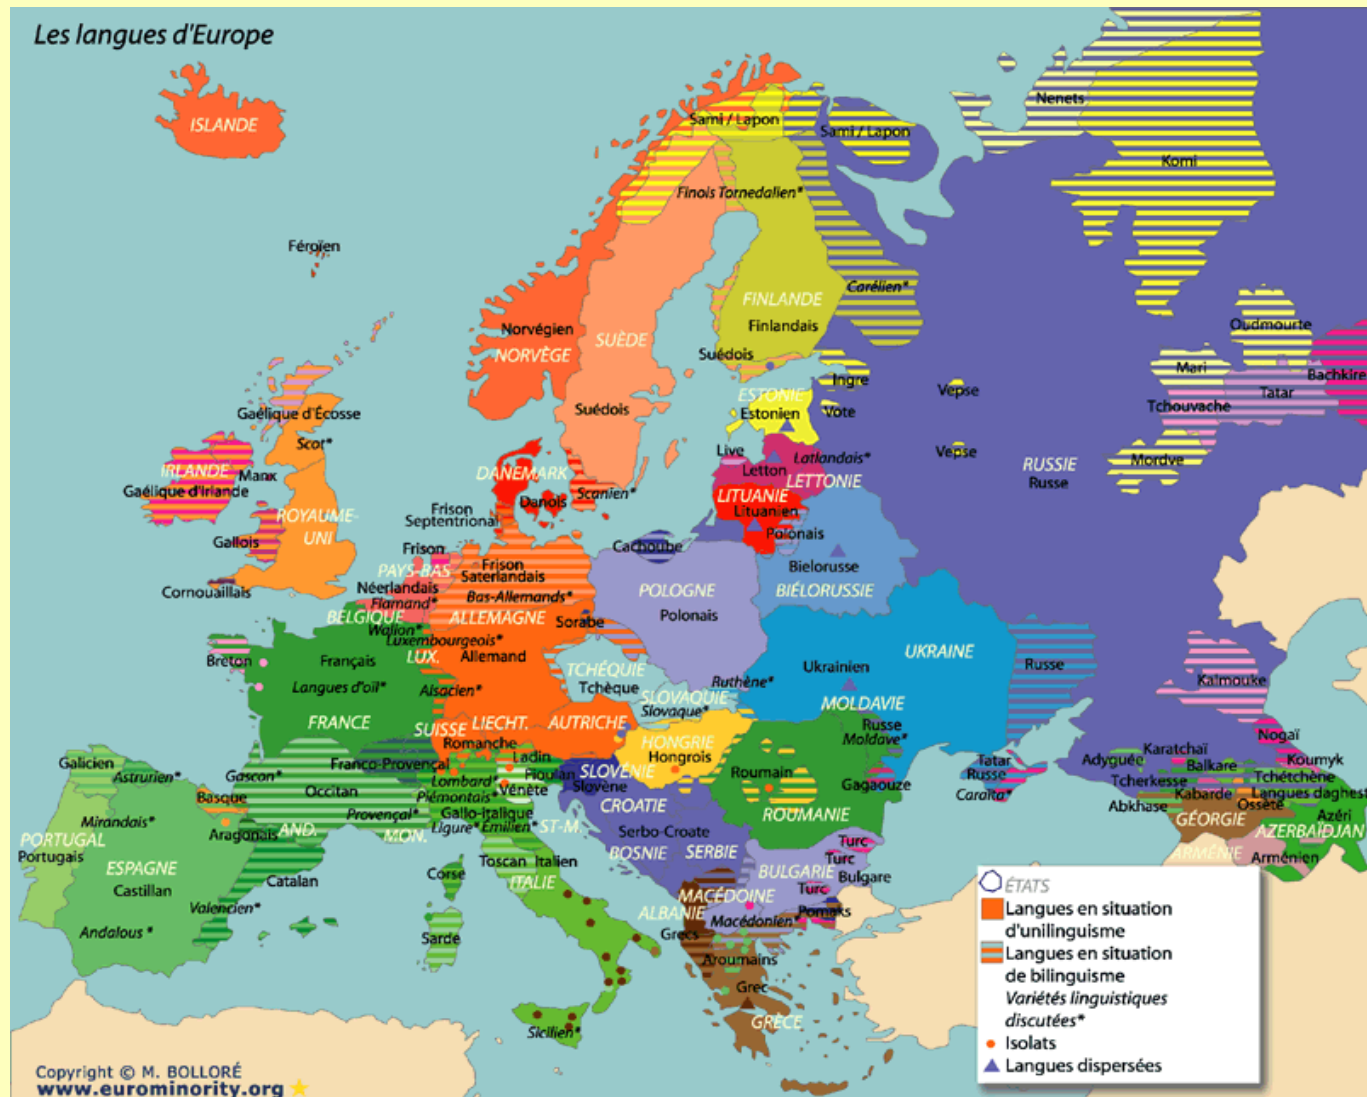 Les langues d'Europe
ISLANDE
Féroïen
Sami / Lapon
Sami / Lapon
Nenets
Komi
Finois Tornedalien*
Carélien*
FINLANDE
Finlandais
Norvégien
NORVÈGE
SUÈDE
Suédois
Suédois
Oudmourte
Mari
Bachkire
Tatar
Tchouvache
Mordve
Ingre
Vepse
Vepse
ESTONIE
Estonien
Vote
Live
Letton
Latlandais*
LETTONIE
RUSSIE
Russe
Gaélique d'Écosse
Scot*
IRLANDE
Manx
Gaélique d'Irlande
ROYAUME-
UNI
Gallois
Cornouaillais
DANEMARK
Danois
Scanien*
Frison
Septentrional
LITUANIE
Lituanien
Polonais
Cachoube
Bielorusse
BIÉLORUSSIE
Frison
PAYS-BAS
Néerlandais
Flamand*
Frison
Saterlandais
Bas-Allemands*
ALLEMAGNE
Sorabe
Allemand
POLOGNE
Polonais
BELGIQUE
Walion*
Luxembourgeois*
LUX.
Breton
Français
Langues d'oïl*
FRANCE
Alsacien*
TCHÉQUIE
Tchèque
SLOVAQUIE
Slovaque*
Ruthène*
Ukrainien
UKRAINE
Russe
Kalmouke
MOLDAVIE
Russe
Moldave*
SUISSE
LIECHT.
AUTRICHE
HONGRIE
Hongrois
Romanche
Ladin
Franco-Provençal
Lombard*
Frioulan
Vénète
Piémontais*
Gallo-Italique
Ligure*
Émilien*
ST-M.
SLOVÉNIE
Slovène
CROATIE
Serbo-Croate
BOSNIE
SERBIE
Roumain
ROUMANIE
Gagaouze
Tatar
Russe
Caraïta*
Nogaï
Karatchaï
Adyguée
Balkare
Koumyk
Tcherkesse
Tchétchène
Kabarde
Langues daghest
Abkhase
Ossète
Azéri
GÉORGIE
AZERBAÏDJAN
ARMÉNIE
Arménien
Galicien
Astrurien*
Gascon*
Occitan
Basque
Provençal*
Mirandais*
Aragonais
AND.
MON.
PORTUGAL
Portugais
ESPAGNE
Castillan
Catalan
Valencien*
Andalous *
Corse
Sarde
Toscan
Italien
ITALIE
Sicilien*
BULGARIE
Turc
Turc
Bulgare
Turc
Pomaks
MACÉDOINE
Macédonien*
ALBANIE
Grecs
Aroumains
Grec
GRÈCE
ÉTATS
Langues en situation
d'unilinguisme
Langues en situation
de bilinguisme
Variétés linguistiques
discutées*
Isolats
Langues dispersées
Copyright © M. BOLLORÉ
www.eurominority.org